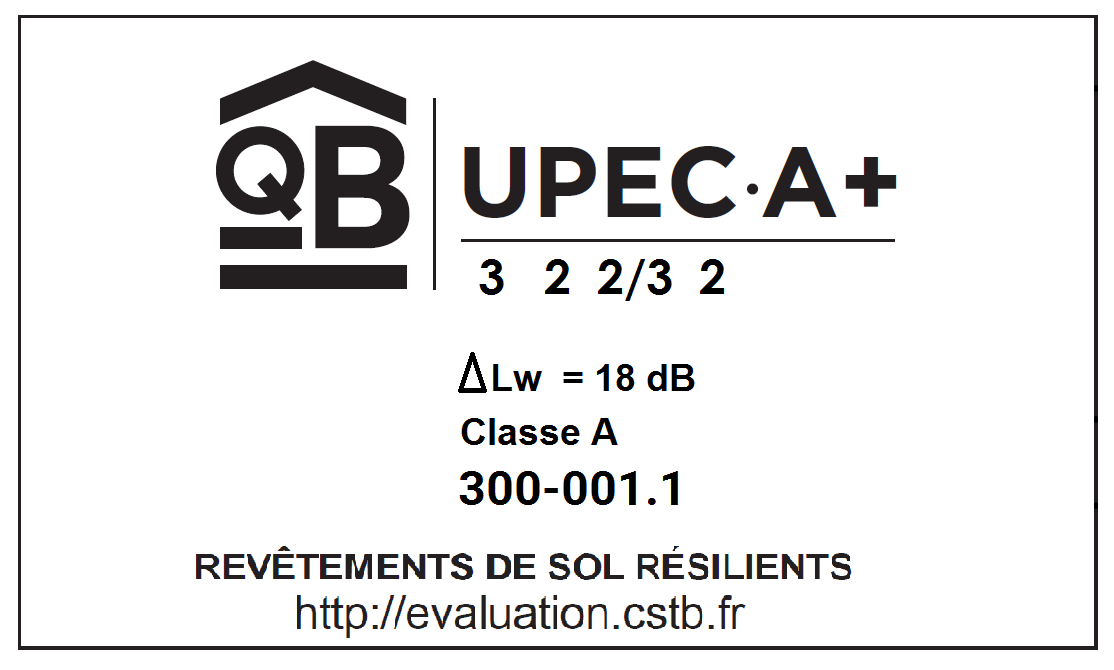 QB
UPEC·A+
3 2 2/3 2
ΔLw = 18 dB
Classe A
300-001.1
REVÊTEMENTS DE SOL RÉSILIENTS
http://evaluation.cstb.fr